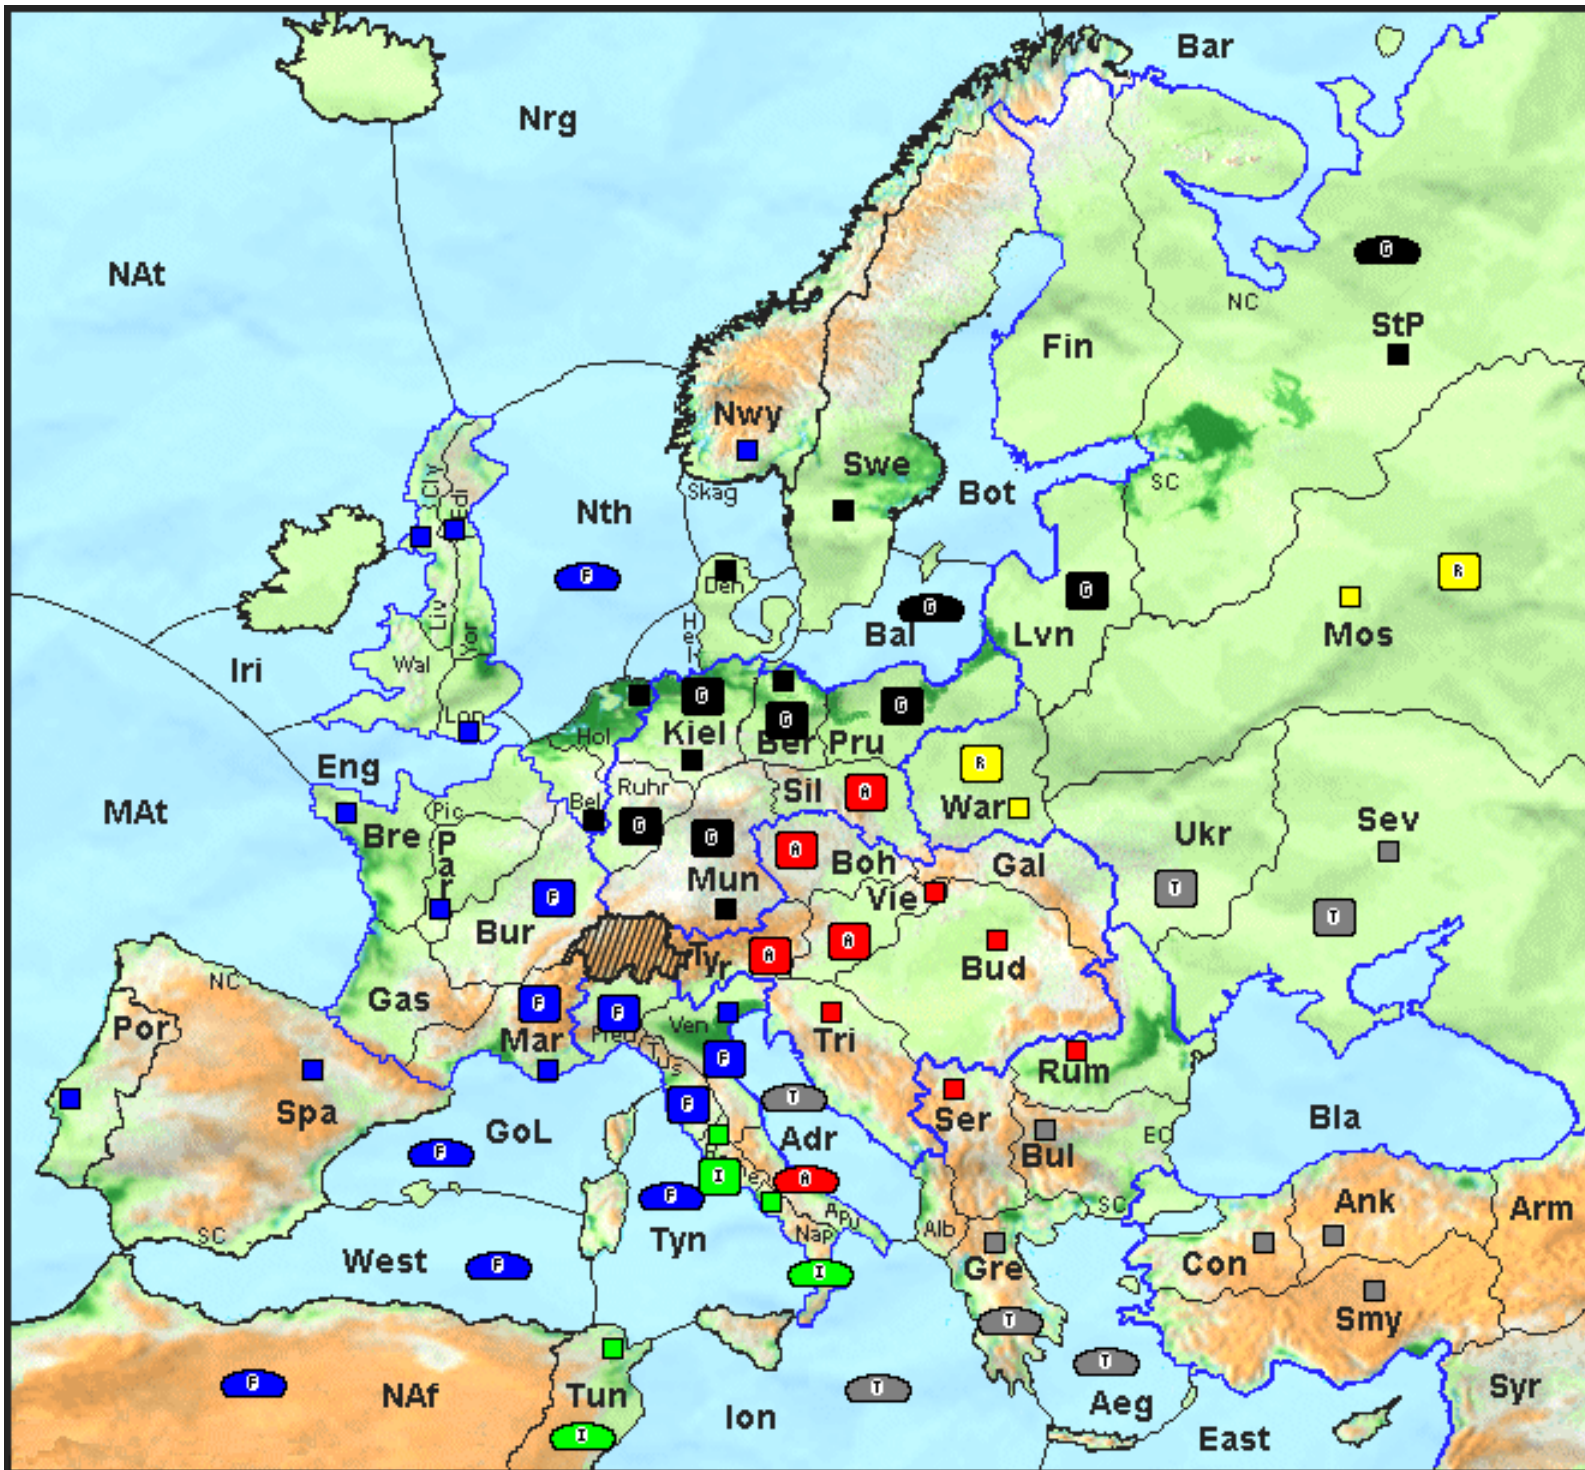 Bar
Nrg
G
NAt
NC
StP
Fin
Nwy
Swe
Cly
Edi
SC
Skag
Bot
Nth
R
F
Den
G
G
Liv
Yor
Hel
Bal
Lvn
Mos
Wal
Iri
G
G
G
Lon
Hol
Kiel
Ber
Pru
Eng
R
Ruhr
Sil
A
Bel
War
MAt
Pic
Bre
Par
G
G
A
Boh
Gal
Ukr
Sev
Mun
Vie
T
F
T
Bur
A
A
Tyr
Bud
NC
Gas
F
F
Por
Mar
Pied
Ven
Tri
F
Tus
Rum
Spa
F
T
Ser
GoL
Adr
Bla
R
EC
F
Bul
I
A
F
Ven
Apu
Ank
SC
Arm
SC
Tyn
Nap
Alb
West
F
I
Gre
Con
Smy
T
T
F
NAf
Tun
T
Aeg
Syr
Ion
I
East